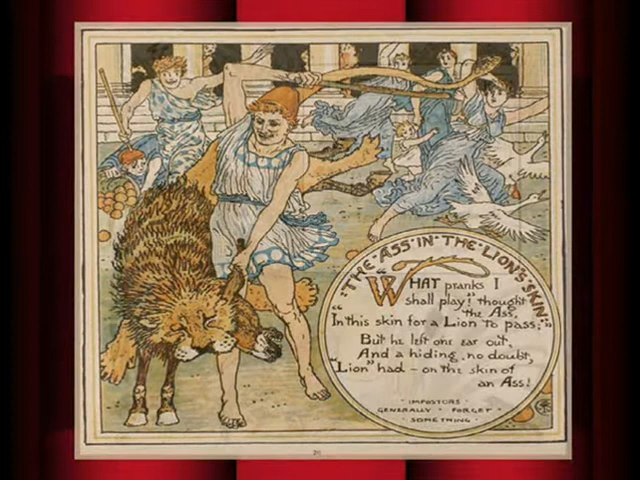 THE·ASS·IN·THE·LION'S·SKIN
"WHAT pranks I
shall play!" thought
the Ass,
"In this skin for a Lion to pass;"
But he left one ear out,
And a hiding, no doubt,
"Lion" had – on the skin of
an Ass!
·IMPOSTORS·
GENERALLY · FORGET ·
· SOMETHING ·